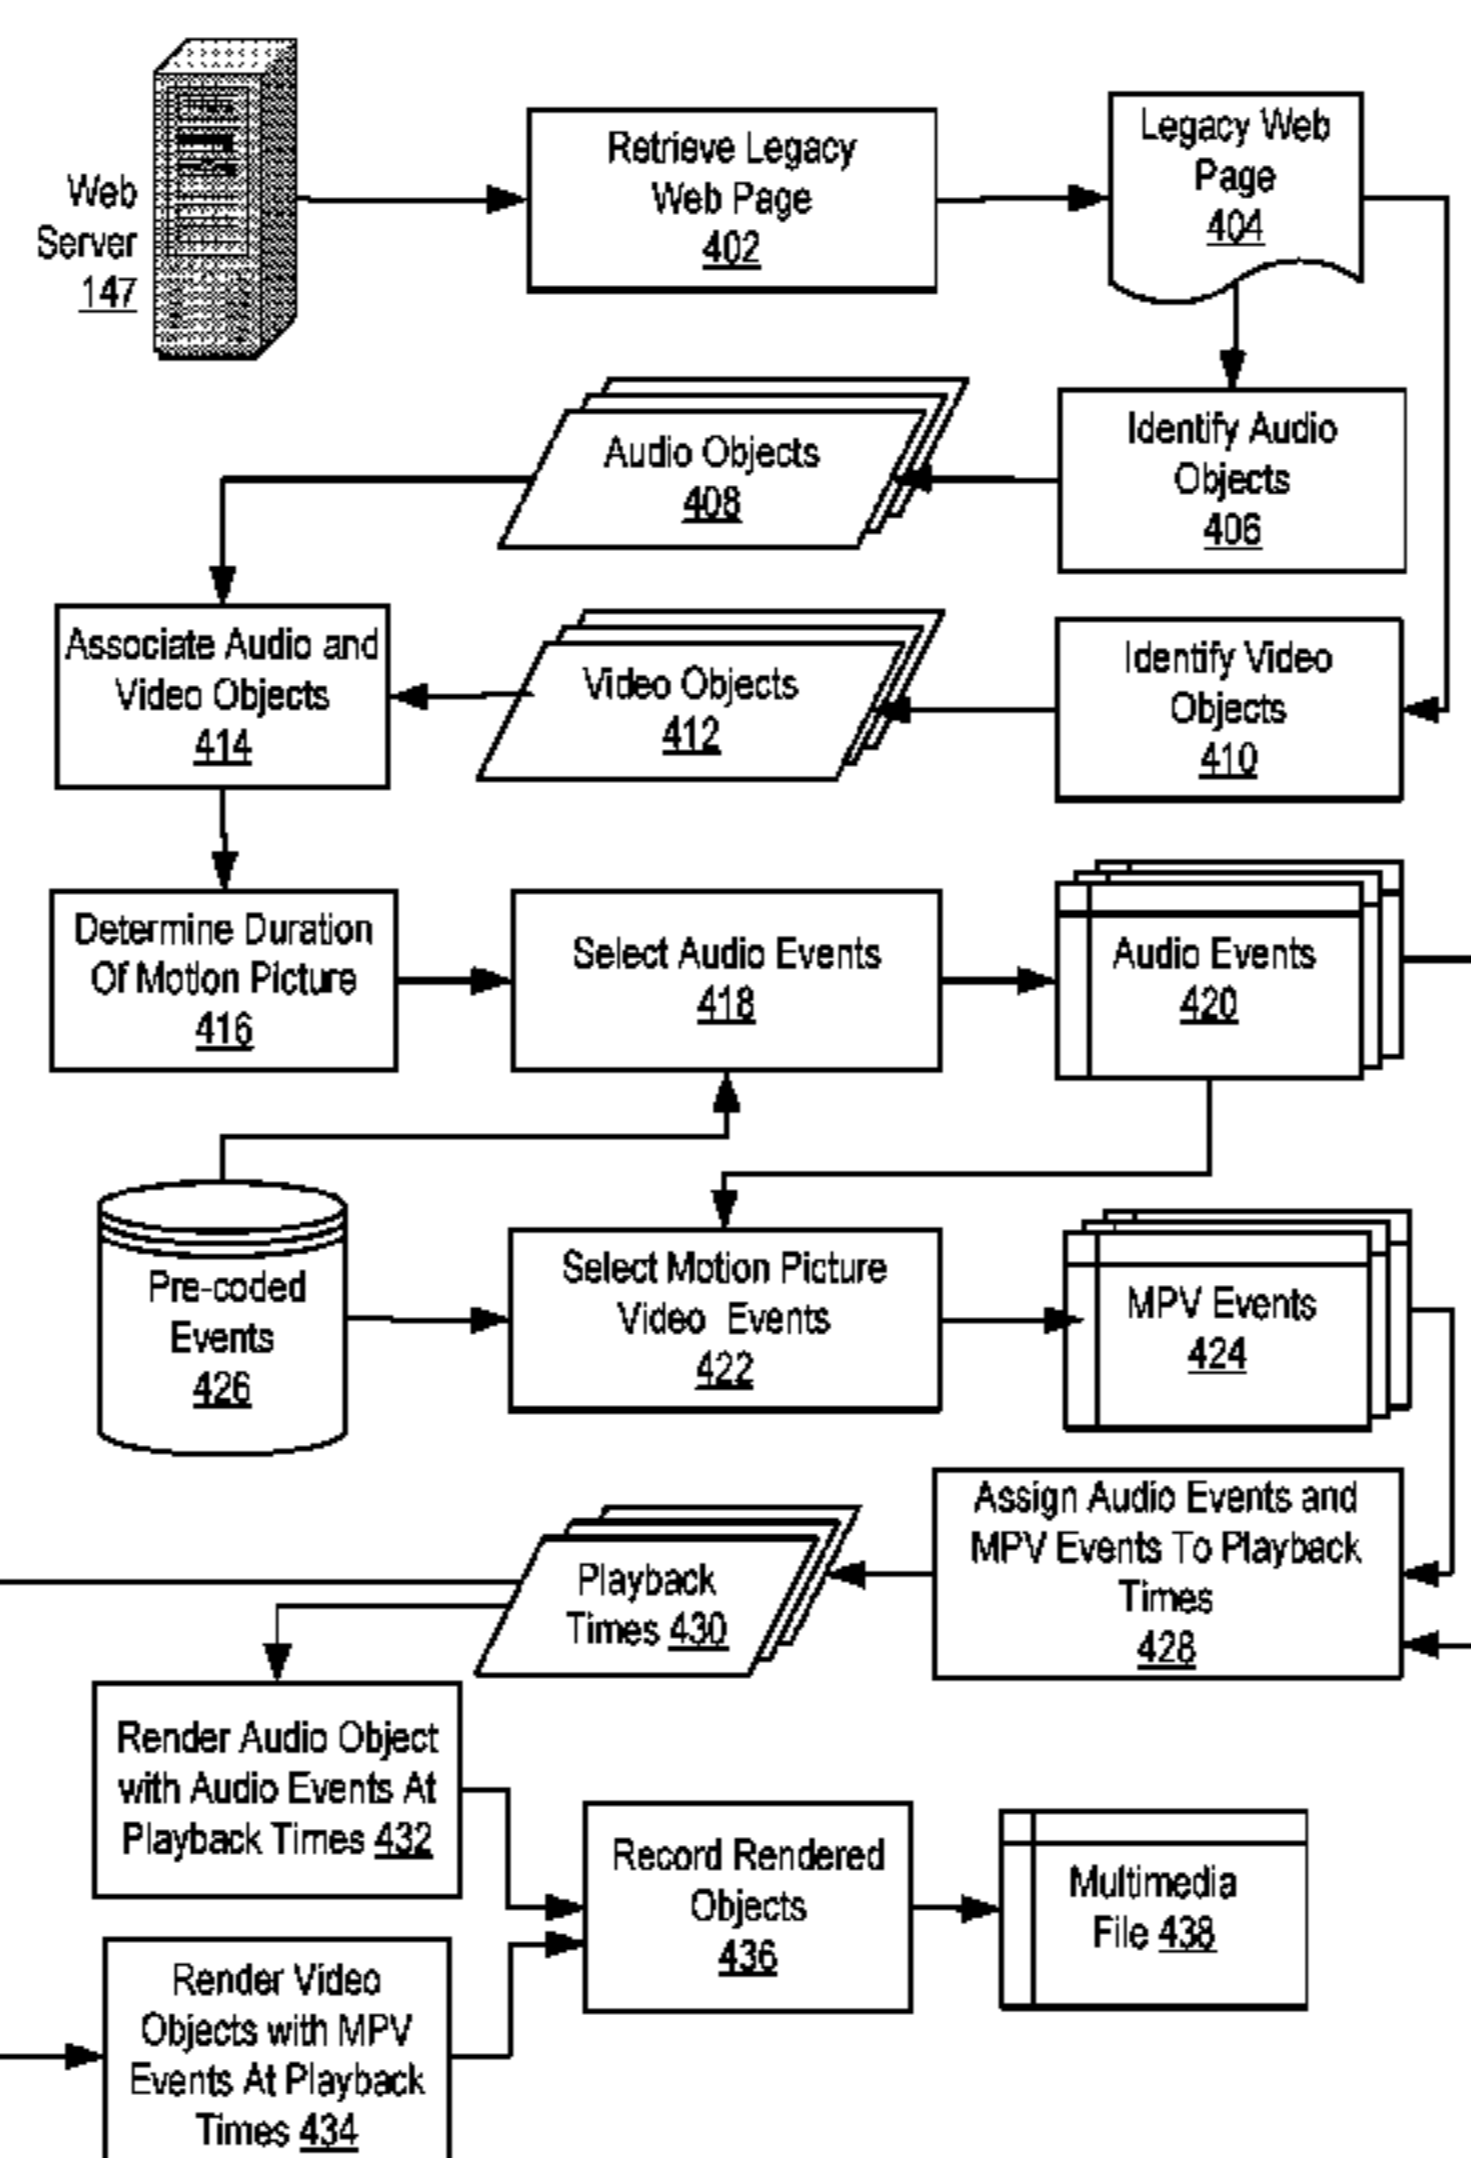 Web
Server
147
Retrieve Legacy
Web Page
402
Legacy Web
Page
404
Audio Objects
408
Identify Audio
Objects
406
Associate Audio and
Video Objects
414
Video Objects
412
Identify Video
Objects
410
Determine Duration
Of Motion Picture
416
Select Audio Events
418
Audio Events
420
Pre-coded
Events
426
Select Motion Picture
Video Events
422
MPV Events
424
Assign Audio Events and
MPV Events To Playback
Times
428
Playback
Times 430
Render Audio Object
with Audio Events At
Playback Times 432
Record Rendered
Objects
436
Multimedia
File 438
Render Video
Objects with MPV
Events At Playback
Times 434